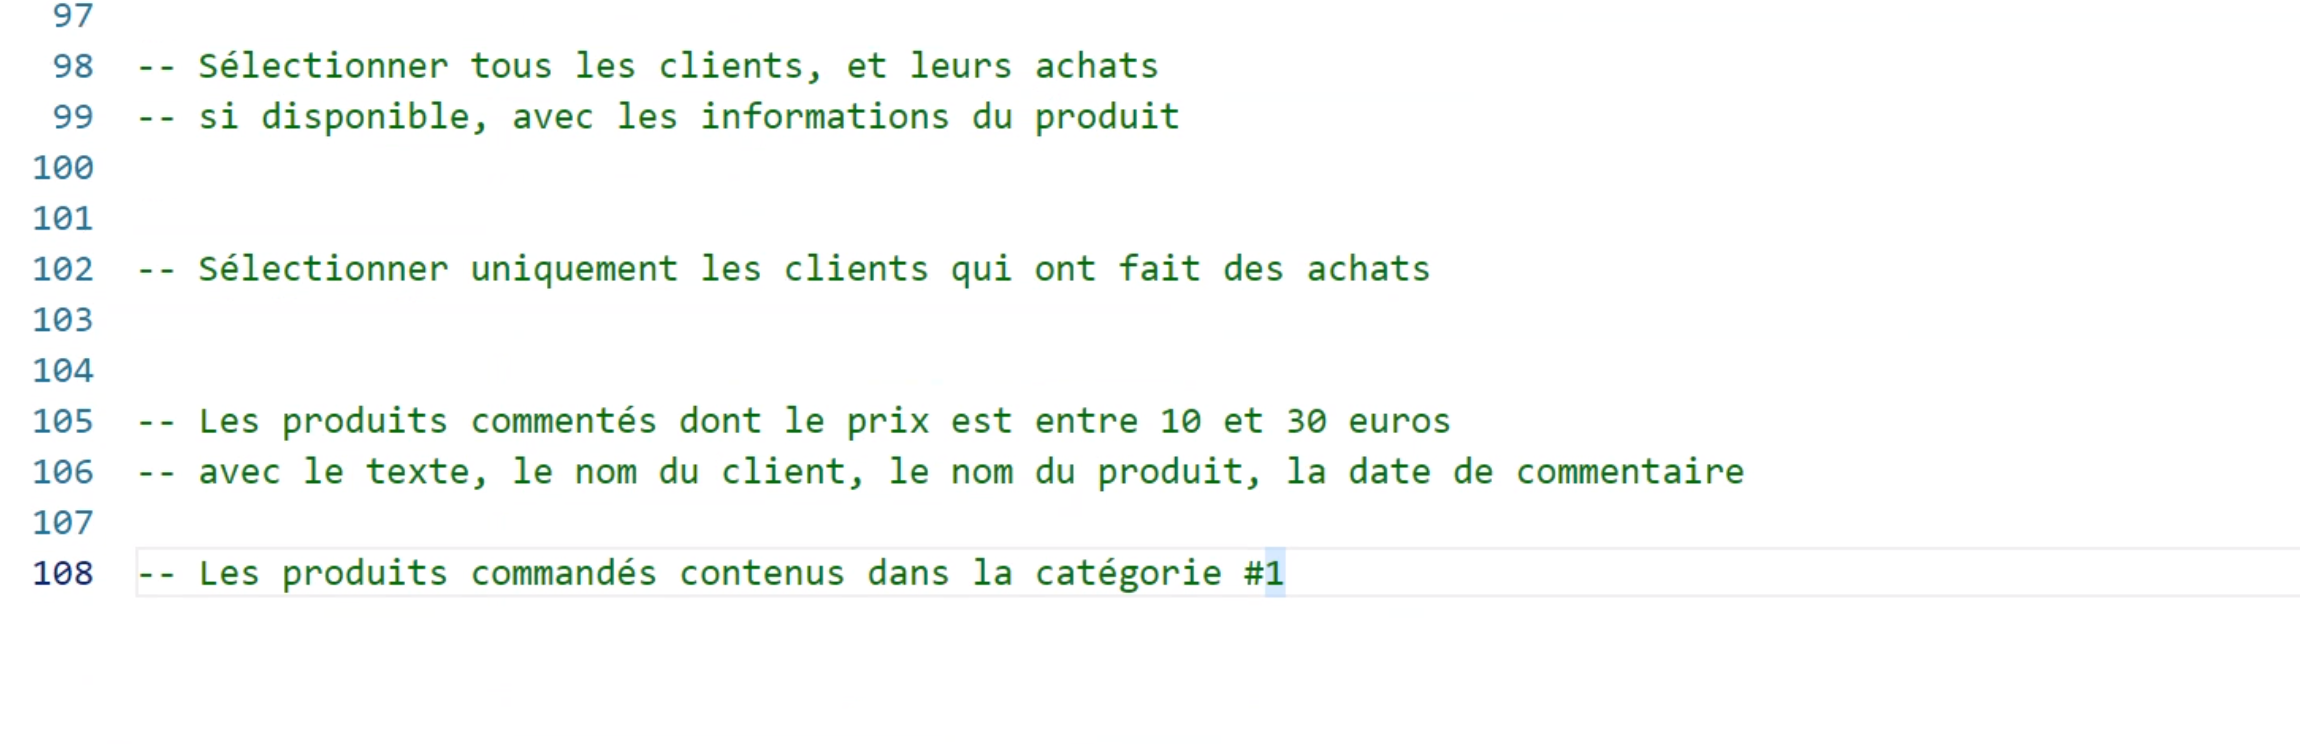 97
98 -- Sélectionner tous les clients, et leurs achats
99 -- si disponible, avec les informations du produit
100
101
102 -- Sélectionner uniquement les clients qui ont fait des achats
103
104
105 -- Les produits commentés dont le prix est entre 10 et 30 euros
106 -- avec le texte, le nom du client, le nom du produit, la date de commentaire
107
108 -- Les produits commandés contenus dans la catégorie #1